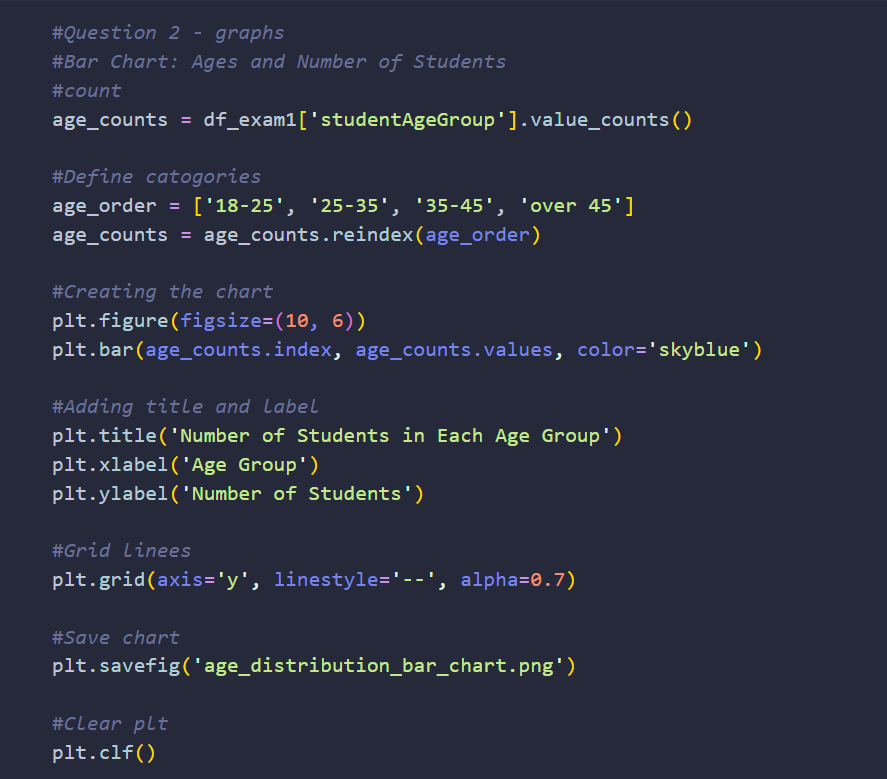 #Question 2 - graphs
#Bar Chart: Ages and Number of Students
#count
age_counts = df_exam1['studentAgeGroup'].value_counts()
#Define catogories
age_order = ['18-25', '25-35', '35-45', 'over 45']
age_counts = age_counts.reindex(age_order)
#Creating the chart
plt.figure(figsize=(10, 6))
plt.bar(age_counts.index, age_counts.values, color='skyblue')
#Adding title and label
plt.title('Number of Students in Each Age Group')
plt.xlabel('Age Group')
plt.ylabel('Number of Students')
#Grid linees
plt.grid(axis='y', linestyle='--', alpha=0.7)
#Save chart
plt.savefig('age_distribution_bar_chart.png')
#Clear plt
plt.clf()